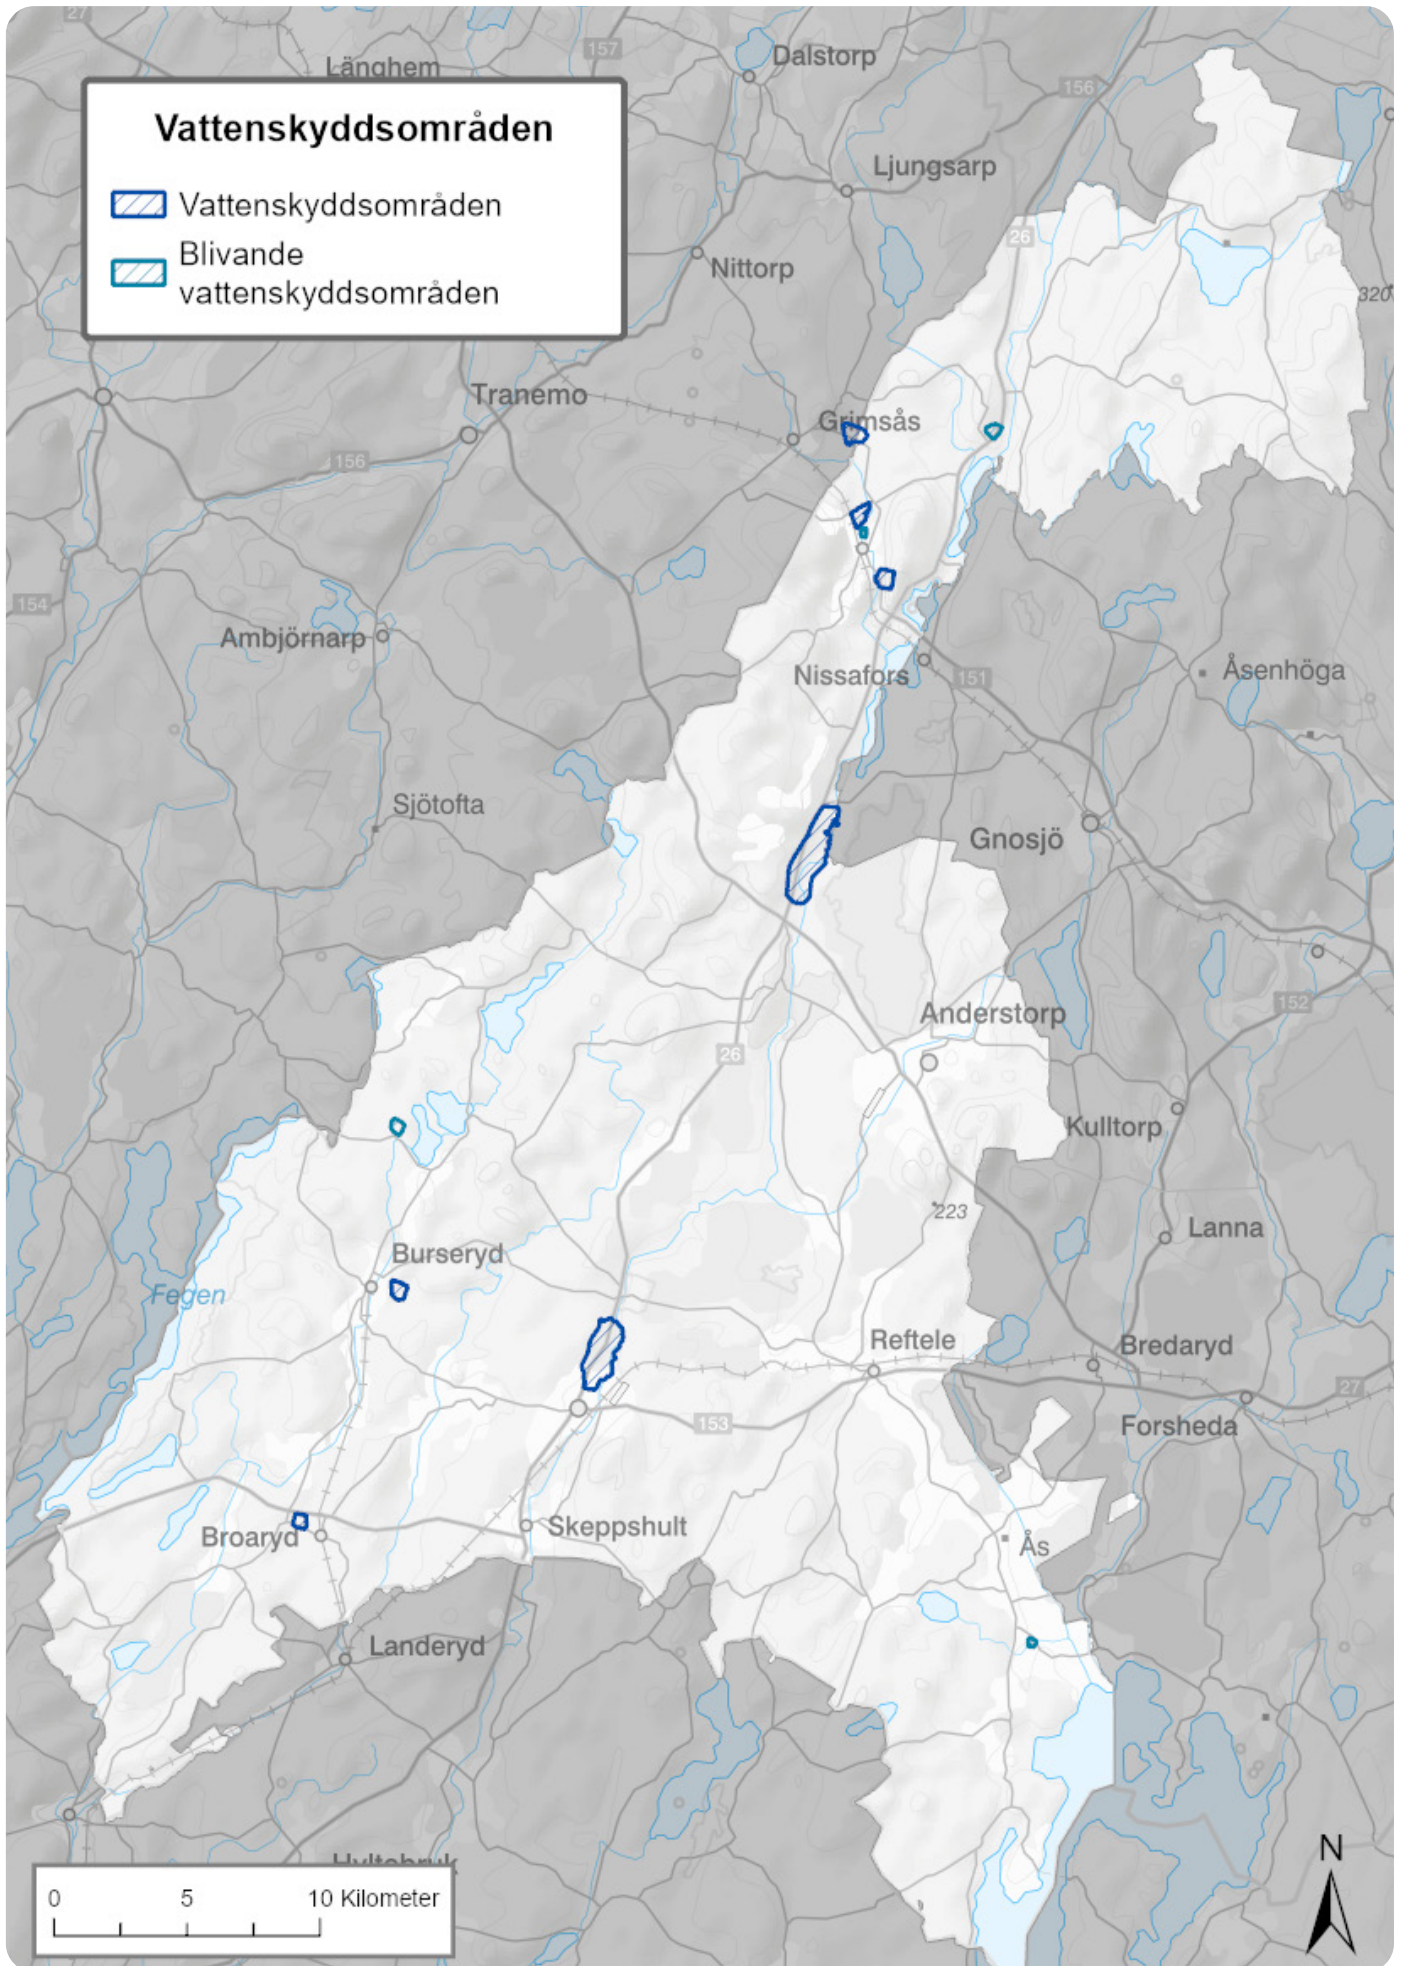 27
157
Dalstorp
Länghem
156
Vattenskyddsområden
Ljungsarp
Vattenskyddsområden
26
Blivande
vattenskyddsområden
Nittorp
320
Tranemo
Grimsås
156
154
Ambjörnarp
Nissafors
151
Åsenhöga
Sjötofta
Gnosjö
152
Anderstorp
26
Kulltorp
223
Lanna
Burseryd
Fegen
Reftele
Bredaryd
27
153
Forsheda
Broaryd
Skeppshult
Ås
Landeryd
Hyltebruk
N
0 5 10 Kilometer